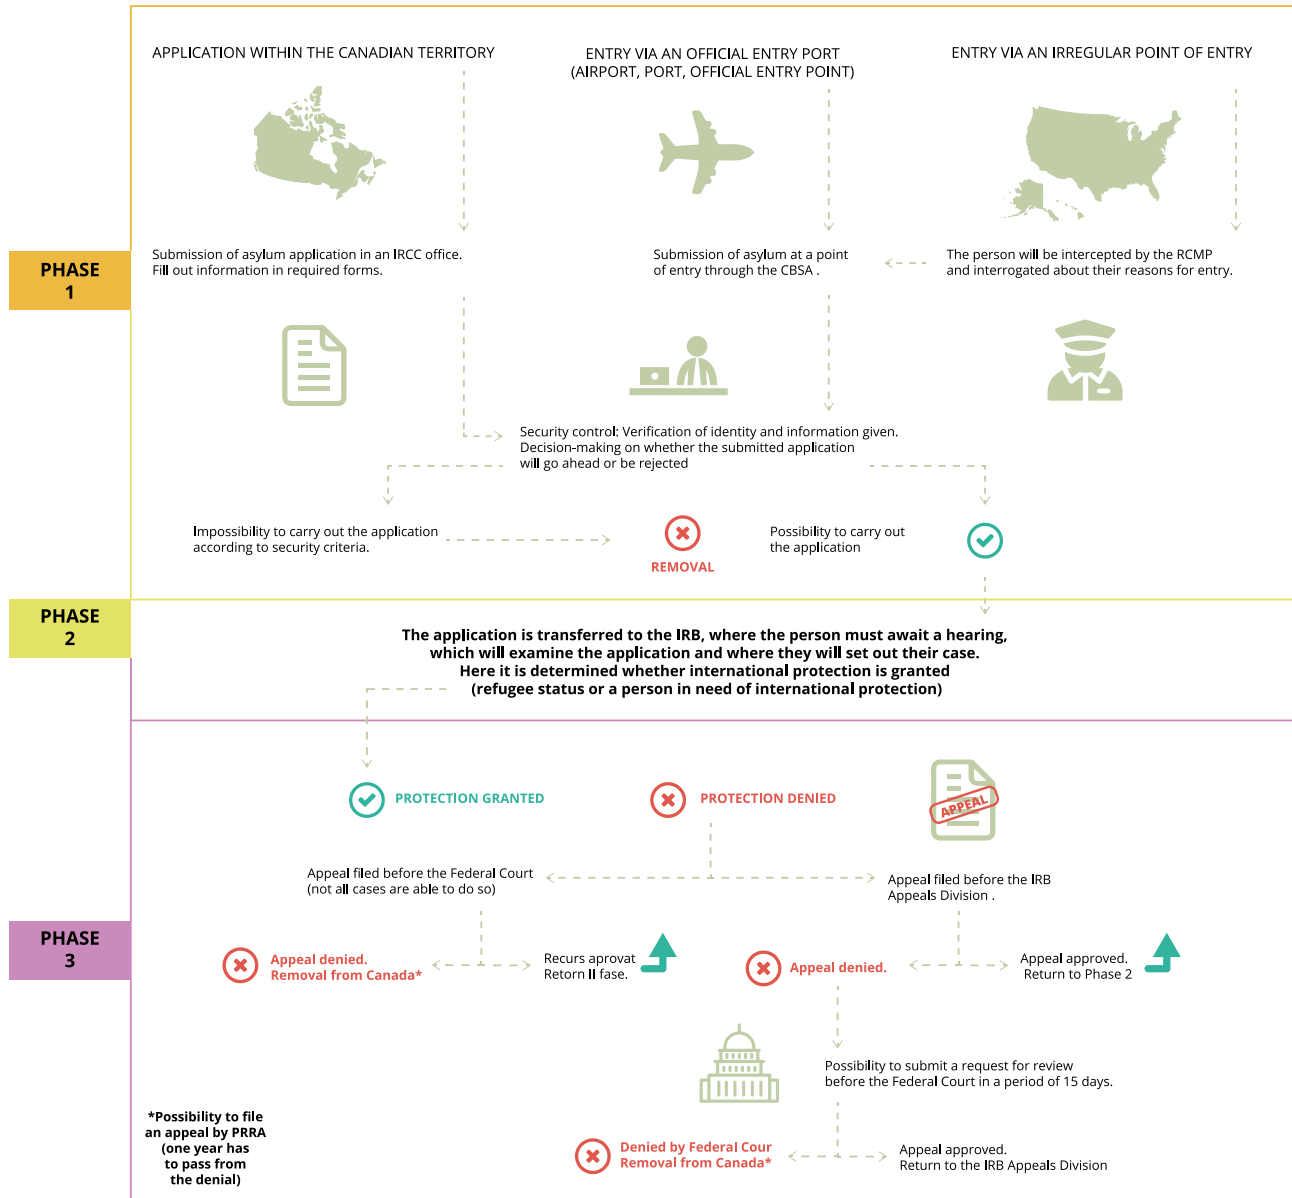 APPLICATION WITHIN THE CANADIAN TERRITORY
ENTRY VIA AN OFFICIAL ENTRY PORT
(AIRPORT, PORT, OFFICIAL ENTRY POINT)
ENTRY VIA AN IRREGULAR POINT OF ENTRY
PHASE
1
Submission of asylum application in an IRCC office.
Fill out information in required forms.
Submission of asylum at a point
of entry through the CBSA .
The person will be intercepted by the RCMP
and interrogated about their reasons for entry.
Security control: Verification of identity and information given.
Decision-making on whether the submitted application
will go ahead or be rejected
Impossibility to carry out the application
according to security criteria.
REMOVAL
Possibility to carry out
the application
PHASE
2
The application is transferred to the IRB, where the person must await a hearing,
which will examine the application and where they will set out their case.
Here it is determined whether international protection is granted
(refugee status or a person in need of international protection)
PROTECTION GRANTED
PROTECTION DENIED
APPEAL
Appeal filed before the Federal Court
(not all cases are able to do so)
Appeal filed before the IRB
Appeals Division .
PHASE
3
Appeal denied.
Removal from Canada*
Recurs aprovat
Retorn II fase.
Appeal denied.
Appeal approved.
Return to Phase 2
Possibility to submit a request for review
before the Federal Court in a period of 15 days.
*Possibility to file
an appeal by PRRA
(one year has
to pass from
the denial)
Denied by Federal Cour
Removal from Canada*
Appeal approved.
Return to the IRB Appeals Division